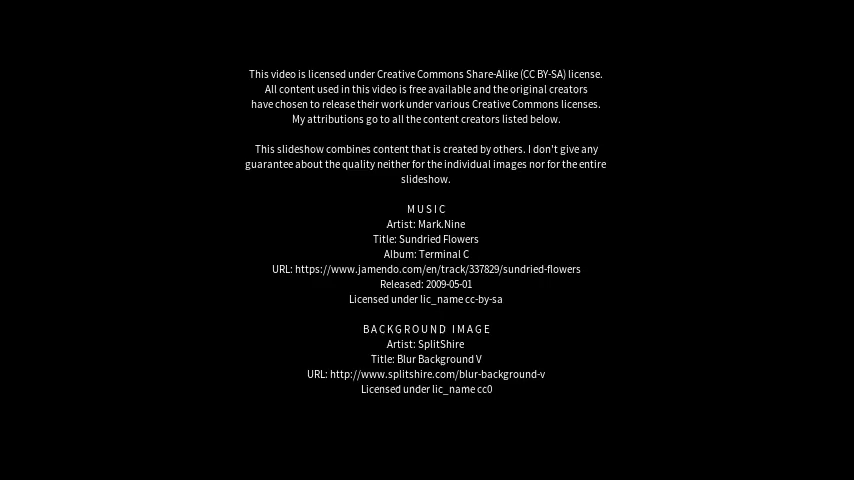 This video is licensed under Creative Commons Share-Alike (CC BY-SA) license.
All content used in this video is free available and the original creators
have chosen to release their work under various Creative Commons licenses.
My attributions go to all the content creators listed below.
This slideshow combines content that is created by others. I don't give any
guarantee about the quality neither for the individual images nor for the entire
slideshow.
MUSIC
Artist: Mark.Nine
Title: Sundried Flowers
Album: Terminal C
URL: https://www.jamendo.com/en/track/337829/sundried-flowers
Released: 2009-05-01
Licensed under lic_name cc-by-sa
BACKGROUND IMAGE
Artist: SplitShire
Title: Blur Background V
URL: http://www.splitshire.com/blur-background-v
Licensed under lic_name cc0